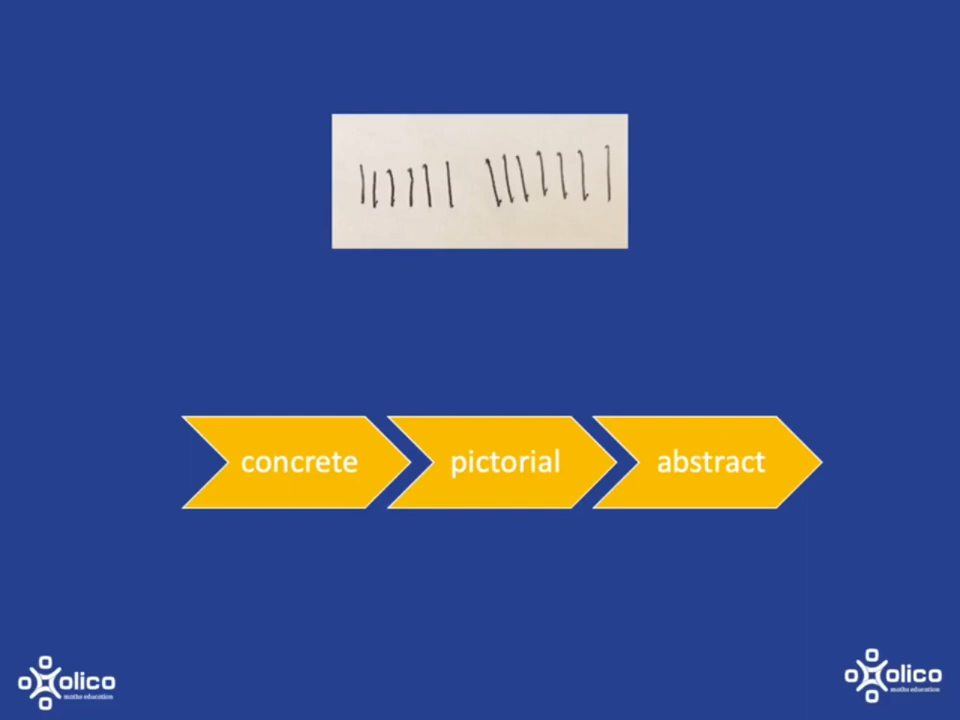 concrete
pictorial
abstract
olico
maths education
olico
maths education